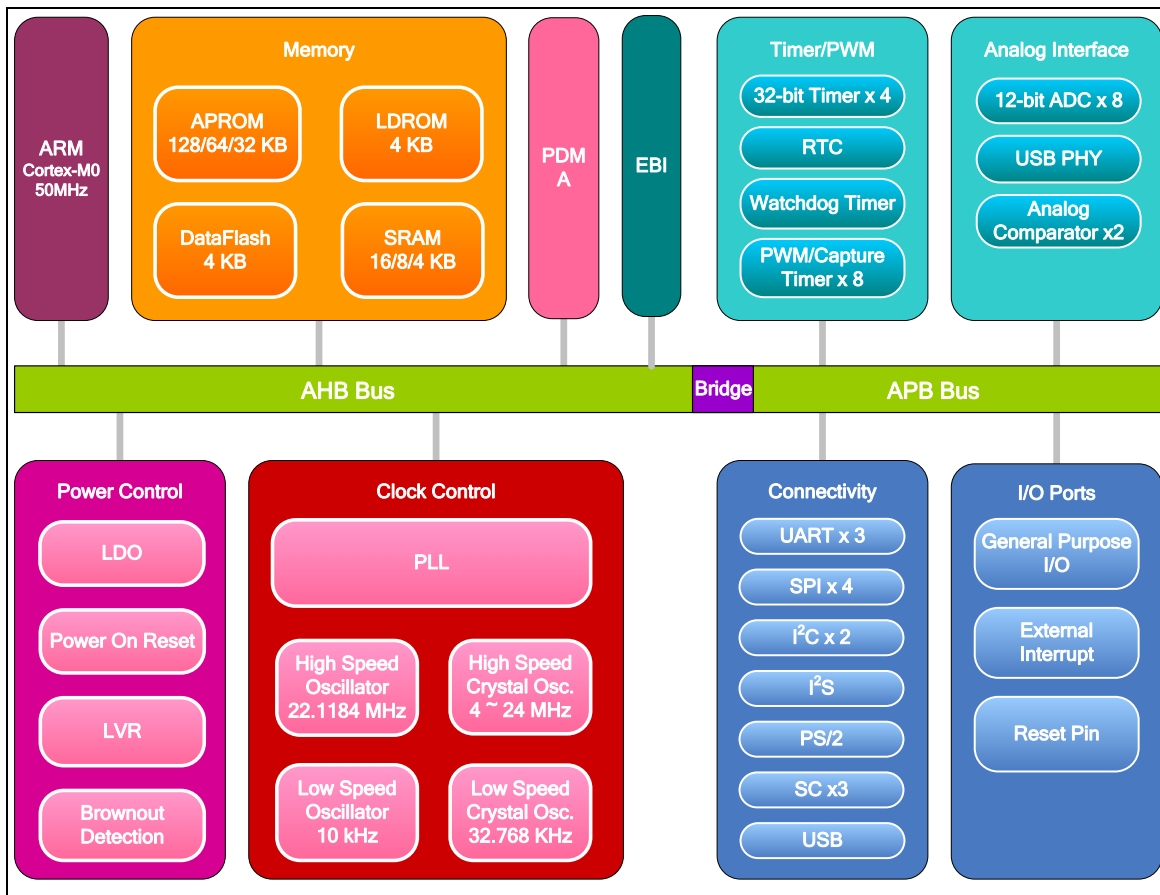 ARM
Cortex-M0
50MHz
Memory
APROM
128/64/32 KB
LDROM
4 KB
DataFlash
4 KB
SRAM
16/8/4 KB
PDM
A
EBI
Timer/PWM
32-bit Timer x 4
RTC
Watchdog Timer
PWM/Capture
Timer x 8
Analog Interface
12-bit ADC x 8
USB PHY
Analog
Comparator x2
AHB Bus
Bridge
APB Bus
Power Control
LDO
Power On Reset
LVR
Brownout
Detection
Clock Control
PLL
High Speed
Oscillator
22.1184 MHz
High Speed
Crystal Osc.
4 ~ 24 MHz
Low Speed
Oscillator
10 kHz
Low Speed
Crystal Osc.
32.768 KHz
Connectivity
UART x 3
SPI x 4
I²C x 2
I²S
PS/2
SC x3
USB
I/O Ports
General Purpose
I/O
External
Interrupt
Reset Pin